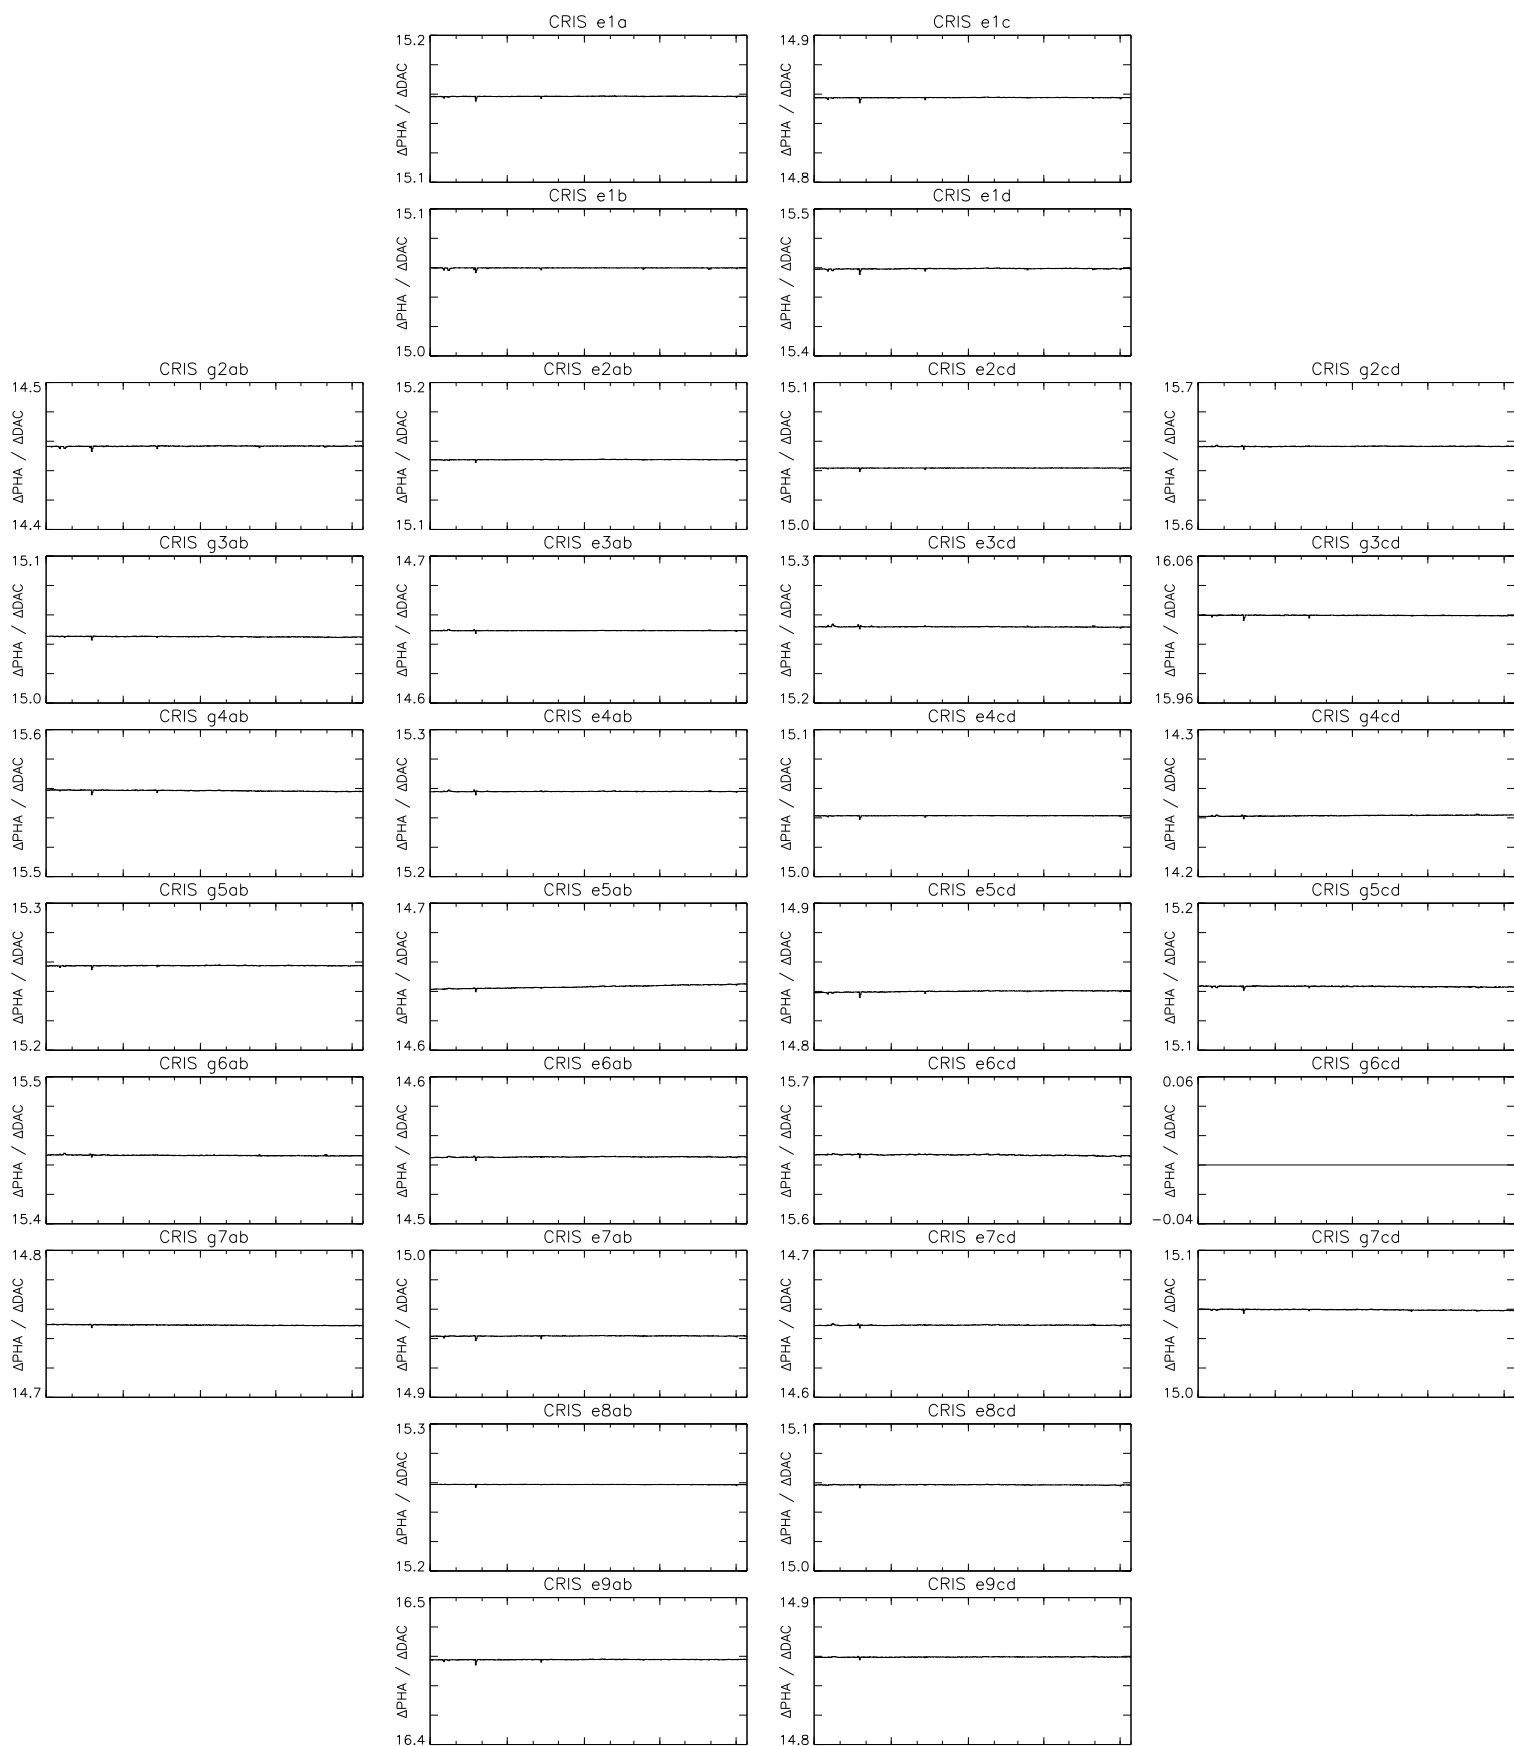 CRIS e1a
15.2
ΔPHA / ΔDAC
15.1
CRIS e1c
14.9
ΔPHA / ΔDAC
14.8
CRIS e1b
15.1
ΔPHA / ΔDAC
15.0
CRIS e1d
15.5
ΔPHA / ΔDAC
15.4
CRIS g2ab
14.5
ΔPHA / ΔDAC
14.4
CRIS e2ab
15.2
ΔPHA / ΔDAC
15.1
CRIS e2cd
15.1
ΔPHA / ΔDAC
15.0
CRIS g2cd
15.7
ΔPHA / ΔDAC
15.6
CRIS g3ab
15.1
ΔPHA / ΔDAC
15.0
CRIS e3ab
14.7
ΔPHA / ΔDAC
14.6
CRIS e3cd
15.3
ΔPHA / ΔDAC
15.2
CRIS g3cd
16.06
ΔPHA / ΔDAC
15.96
CRIS g4ab
15.6
ΔPHA / ΔDAC
15.5
CRIS e4ab
15.3
ΔPHA / ΔDAC
15.2
CRIS e4cd
15.1
ΔPHA / ΔDAC
15.0
CRIS g4cd
14.3
ΔPHA / ΔDAC
14.2
CRIS g5ab
15.3
ΔPHA / ΔDAC
15.2
CRIS e5ab
14.7
ΔPHA / ΔDAC
14.6
CRIS e5cd
14.9
ΔPHA / ΔDAC
14.8
CRIS g5cd
15.2
ΔPHA / ΔDAC
15.1
CRIS g6ab
15.5
ΔPHA / ΔDAC
15.4
CRIS e6ab
14.6
ΔPHA / ΔDAC
14.5
CRIS e6cd
15.7
ΔPHA / ΔDAC
15.6
CRIS g6cd
0.06
ΔPHA / ΔDAC
−0.04
CRIS g7ab
14.8
ΔPHA / ΔDAC
14.7
CRIS e7ab
15.0
ΔPHA / ΔDAC
14.9
CRIS e7cd
14.7
ΔPHA / ΔDAC
14.6
CRIS g7cd
15.1
ΔPHA / ΔDAC
15.0
CRIS e8ab
15.3
ΔPHA / ΔDAC
15.2
CRIS e8cd
15.1
ΔPHA / ΔDAC
15.0
CRIS e9ab
16.5
ΔPHA / ΔDAC
16.4
CRIS e9cd
14.9
ΔPHA / ΔDAC
14.8